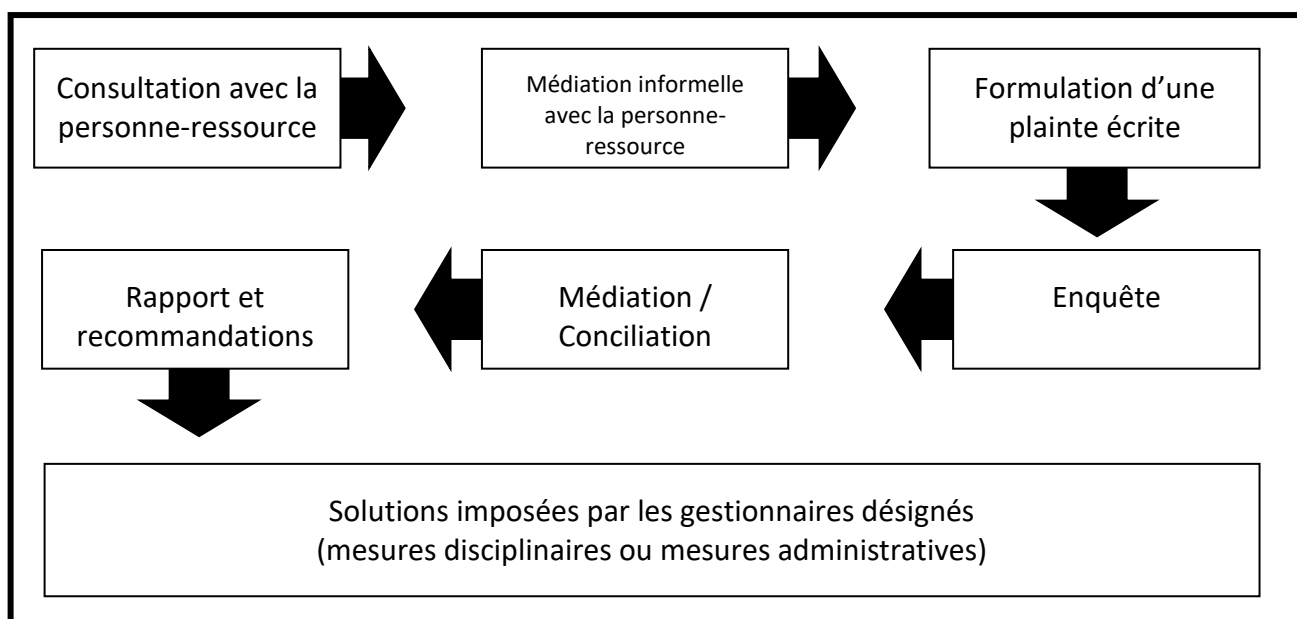 Consultation avec la
personne-ressource
Médiation informelle
avec la personne-
ressource
Formulation d’une
plainte écrite
Enquête
Médiation /
Conciliation
Rapport et
recommandations
Solutions imposées par les gestionnaires désignés
(mesures disciplinaires ou mesures administratives)